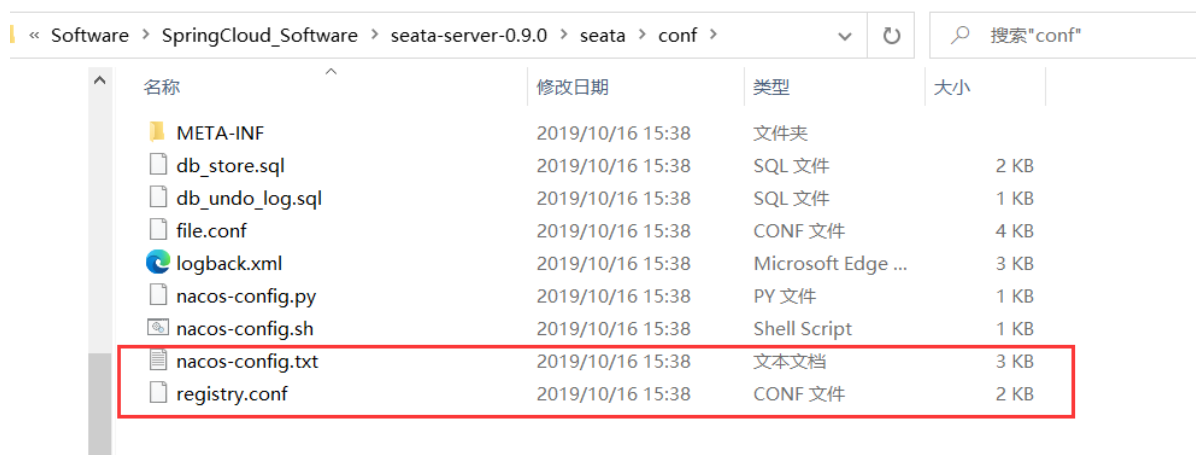 « Software > SpringCloud_Software > seata-server-0.9.0 > seata > conf > 搜索"conf"
名称 修改日期 类型 大小
META-INF 2019/10/16 15:38 文件夹
db_store.sql 2019/10/16 15:38 SQL 文件 2 KB
db_undo_log.sql 2019/10/16 15:38 SQL 文件 1 KB
file.conf 2019/10/16 15:38 CONF 文件 4 KB
logback.xml 2019/10/16 15:38 Microsoft Edge ... 3 KB
nacos-config.py 2019/10/16 15:38 PY 文件 1 KB
nacos-config.sh 2019/10/16 15:38 Shell Script 1 KB
nacos-config.txt 2019/10/16 15:38 文本文档 3 KB
registry.conf 2019/10/16 15:38 CONF 文件 2 KB